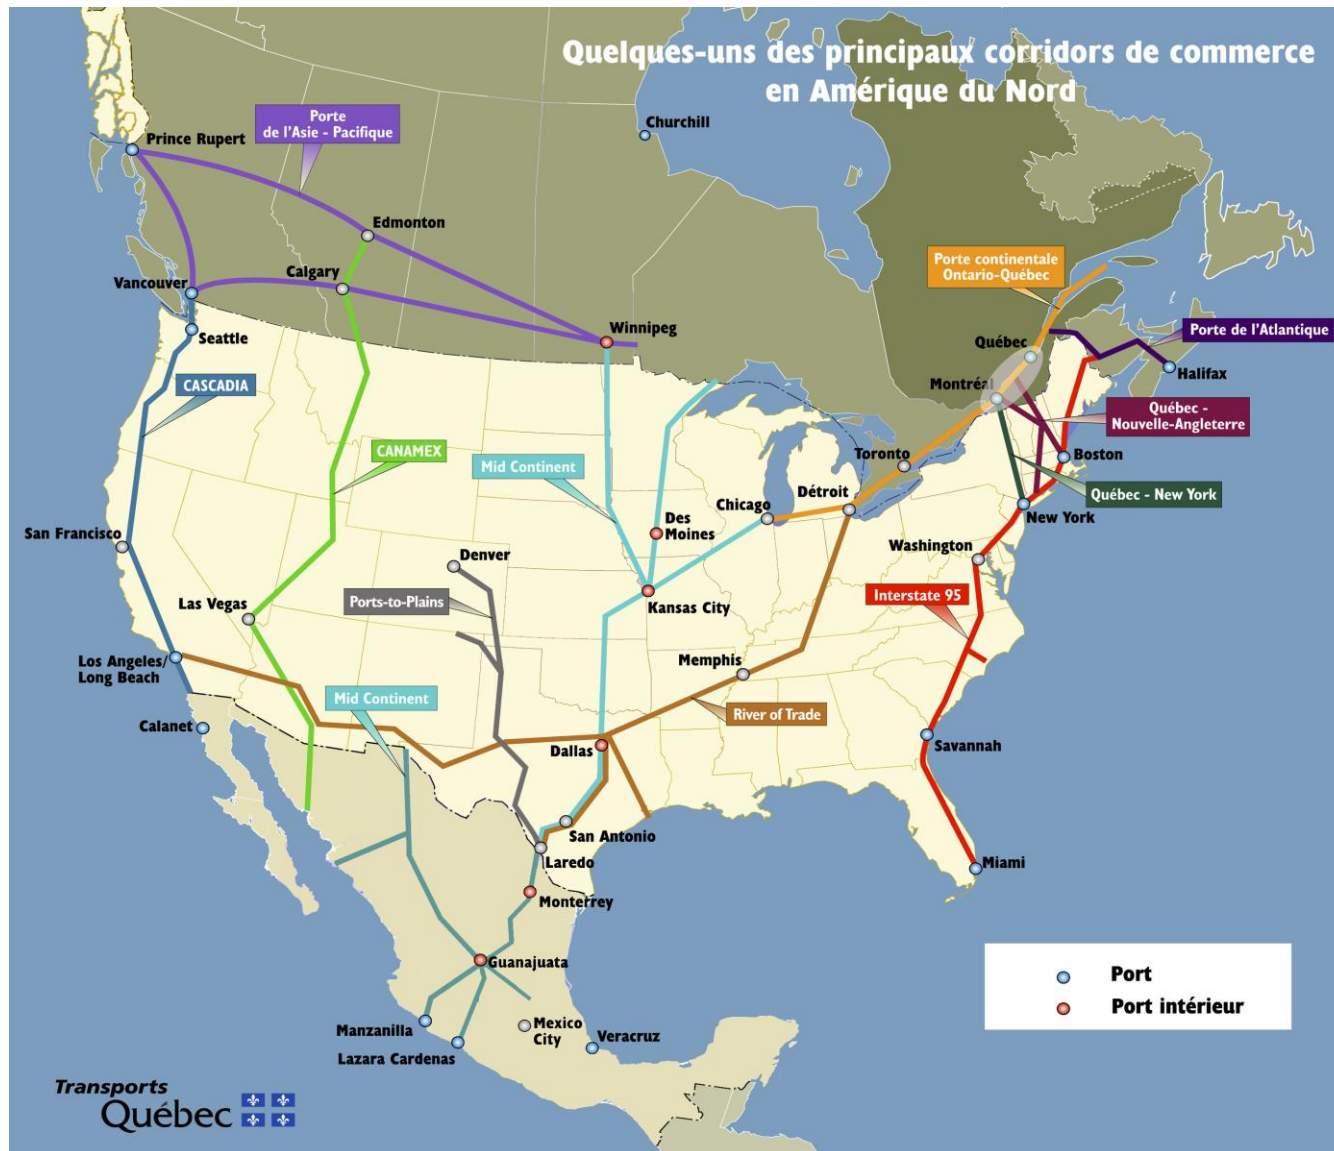 Quelques-uns des principaux corridors de commerce
en Amérique du Nord
Porte
de l'Asie - Pacifique
Churchill
Prince Rupert
Edmonton
Calgary
Vancouver
Seattle
Winnipeg
Porte continentale
Ontario-Québec
Porte de l'Atlantique
Québec
Halifax
Montréal
CASCADIA
Québec -
Nouvelle-Angleterre
CANAMEX
Mid Continent
Toronto
Boston
Détroit
Chicago
Québec - New York
New York
San Francisco
Des
Moines
Denver
Washington
Las Vegas
Ports-to-Plains
Kansas City
Interstate 95
Los Angeles/
Long Beach
Memphis
Mid Continent
River of Trade
Calanet
Dallas
Savannah
San Antonio
Laredo
Miami
Monterrey
Guanajuata
Port
Port intérieur
Manzanilla
Mexico
City
Veracruz
Lazara Cardenas
Transports
Québec